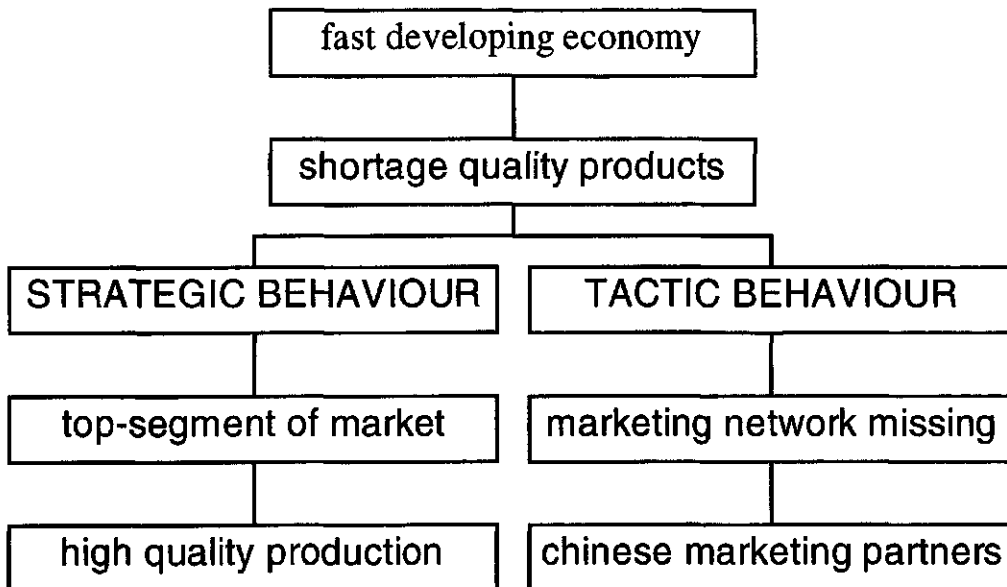 fast developing economy
shortage quality products
STRATEGIC BEHAVIOUR
TACTIC BEHAVIOUR
top-segment of market
marketing network missing
high quality production
chinese marketing partners